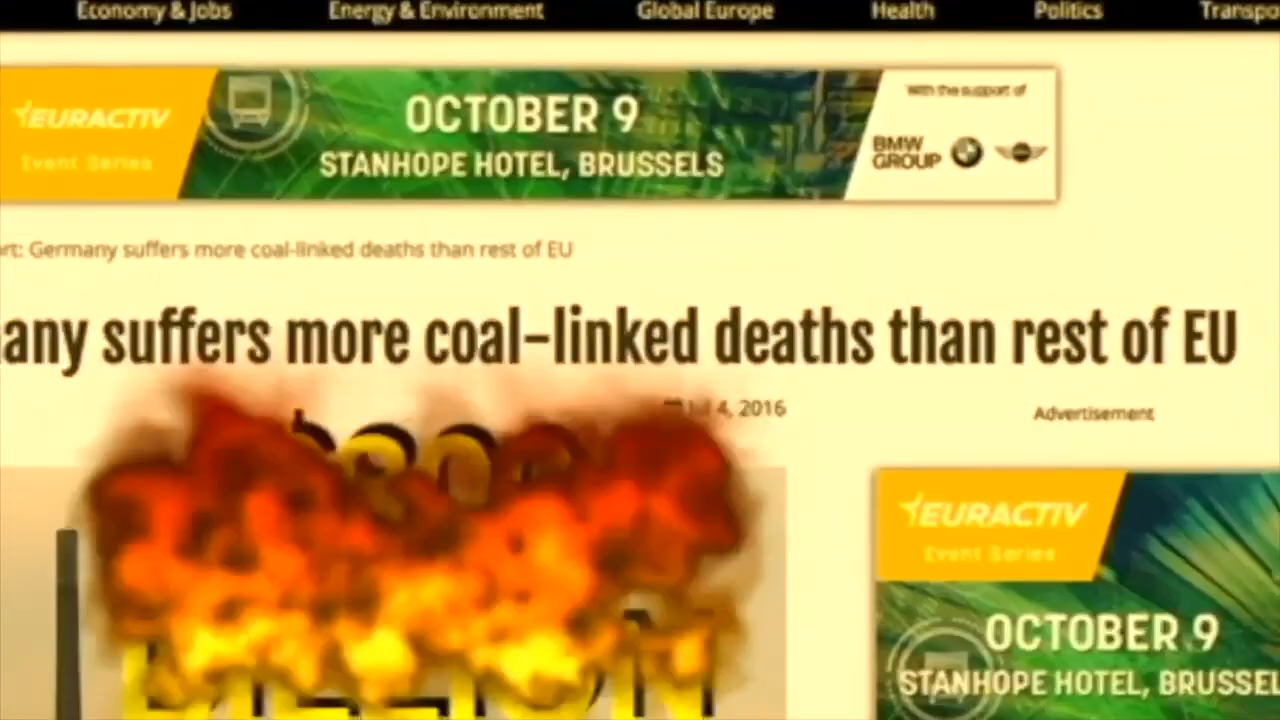 Economy & Jobs Energy & Environment Global Europe Health Politics Transpo
EURACTIV
Event Series
OCTOBER 9
STANHOPE HOTEL, BRUSSELS
With the support of
BMW
GROUP
rt: Germany suffers more coal-linked deaths than rest of EU
any suffers more coal-linked deaths than rest of EU
4, 2016
Advertisement
EURACTIV
Event Series
OCTOBER 9
STANHOPE HOTEL, BRUSSEL